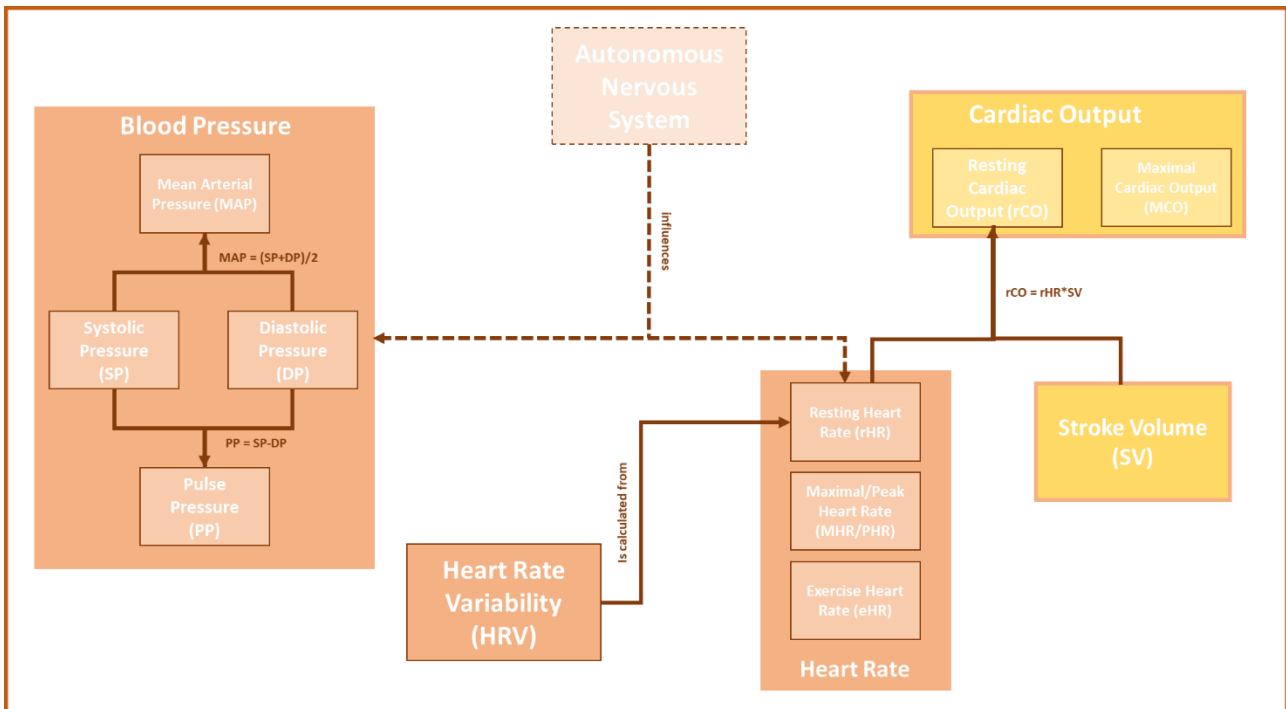 Autonomous
Nervous
System
Blood Pressure
Mean Arterial
Pressure (MAP)
MAP = (SP+DP)/2
Systolic
Pressure
(SP)
Diastolic
Pressure
(DP)
PP = SP-DP
Pulse
Pressure
(PP)
influences
Cardiac Output
Resting
Cardiac
Output (rCO)
Maximal
Cardiac Output
(MCO)
rCO = rHR*SV
Resting Heart
Rate (rHR)
Maximal/Peak
Heart Rate
(MHR/PHR)
Exercise Heart
Rate (eHR)
Heart Rate
Stroke Volume
(SV)
Is calculated from
Heart Rate
Variability
(HRV)